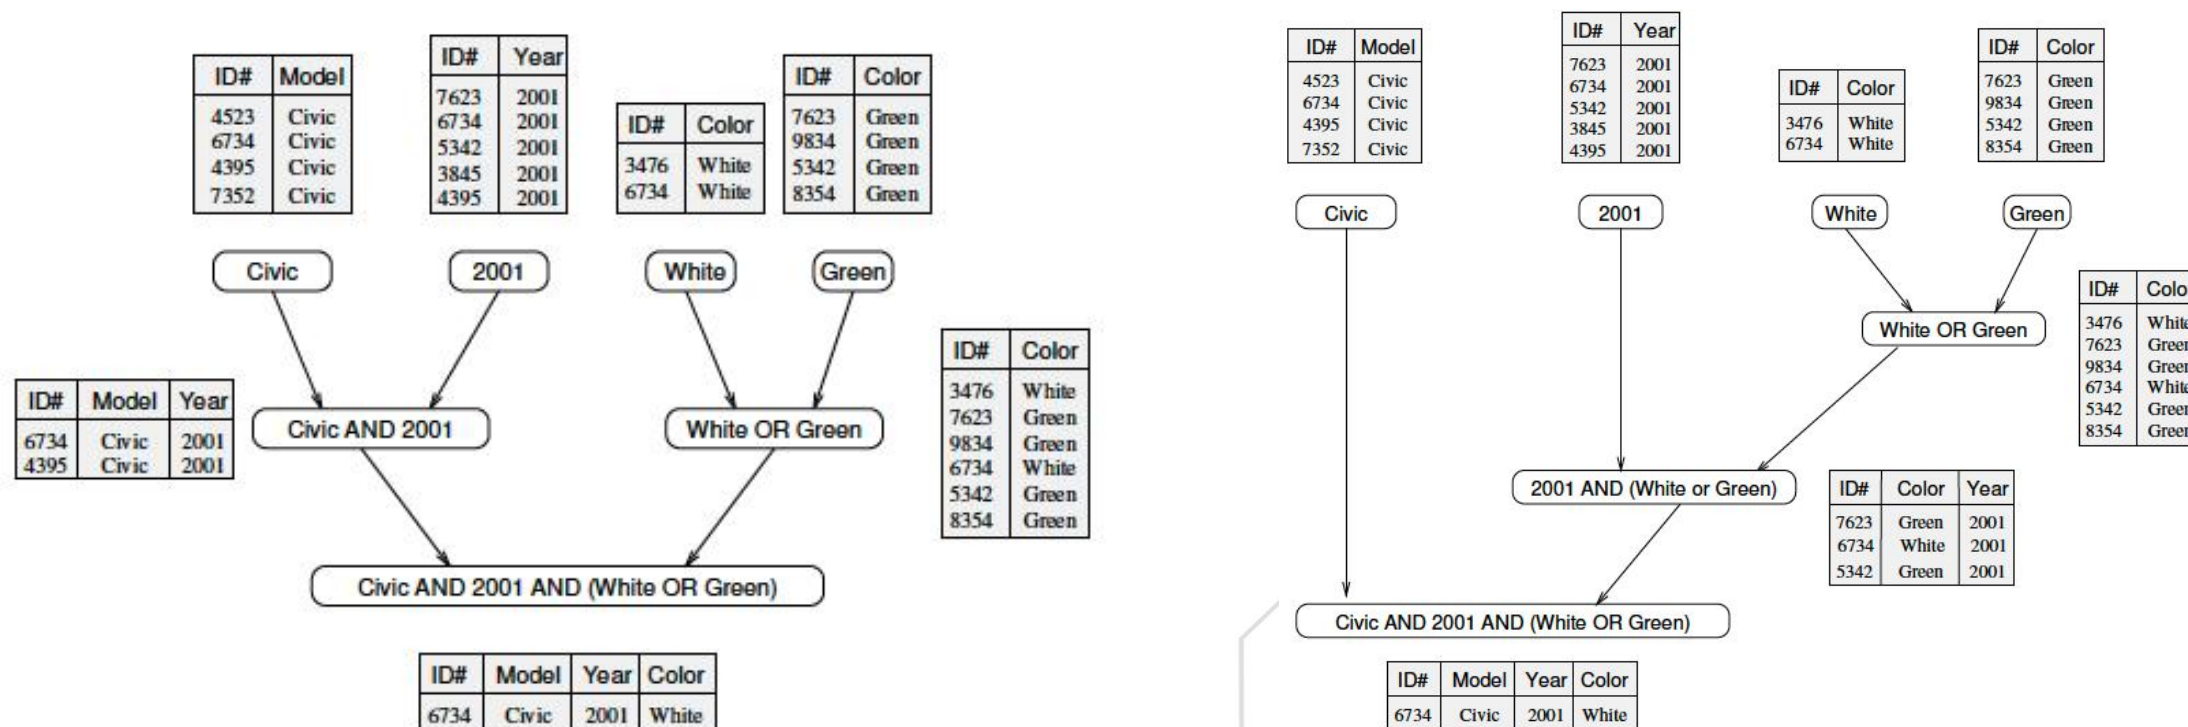 ID# Model
4523 Civic
6734 Civic
4395 Civic
7352 Civic
ID# Year
7623 2001
6734 2001
5342 2001
3845 2001
4395 2001
ID# Color
3476 White
6734 White
ID# Color
7623 Green
9834 Green
5342 Green
8354 Green
Civic
2001
White
Green
ID# Model Year
6734 Civic 2001
4395 Civic 2001
Civic AND 2001
White OR Green
ID# Color
3476 White
7623 Green
9834 Green
6734 White
5342 Green
8354 Green
Civic AND 2001 AND (White OR Green)
ID# Model Year Color
6734 Civic 2001 White
ID# Model
4523 Civic
6734 Civic
4395 Civic
7352 Civic
ID# Year
7623 2001
6734 2001
5342 2001
3845 2001
4395 2001
ID# Color
3476 White
6734 White
ID# Color
7623 Green
9834 Green
5342 Green
8354 Green
Civic
2001
White
Green
White OR Green
ID# Colo
3476 White
7623 Green
9834 Green
6734 White
5342 Green
8354 Green
2001 AND (White or Green)
ID# Color Year
7623 Green 2001
6734 White 2001
5342 Green 2001
Civic AND 2001 AND (White OR Green)
ID# Model Year Color
6734 Civic 2001 White